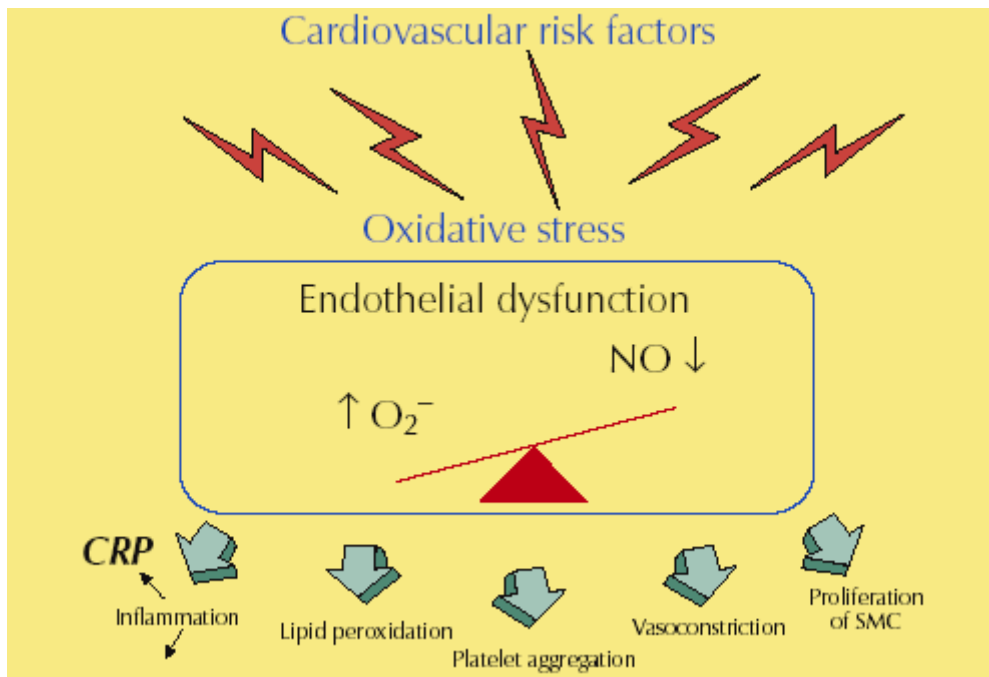 Cardiovascular risk factors
Oxidative stress
Endothelial dysfunction
NO ↓
↑ O₂⁻
CRP
Inflammation
Lipid peroxidation
Platelet aggregation
Vasoconstriction
Proliferation
of SMC